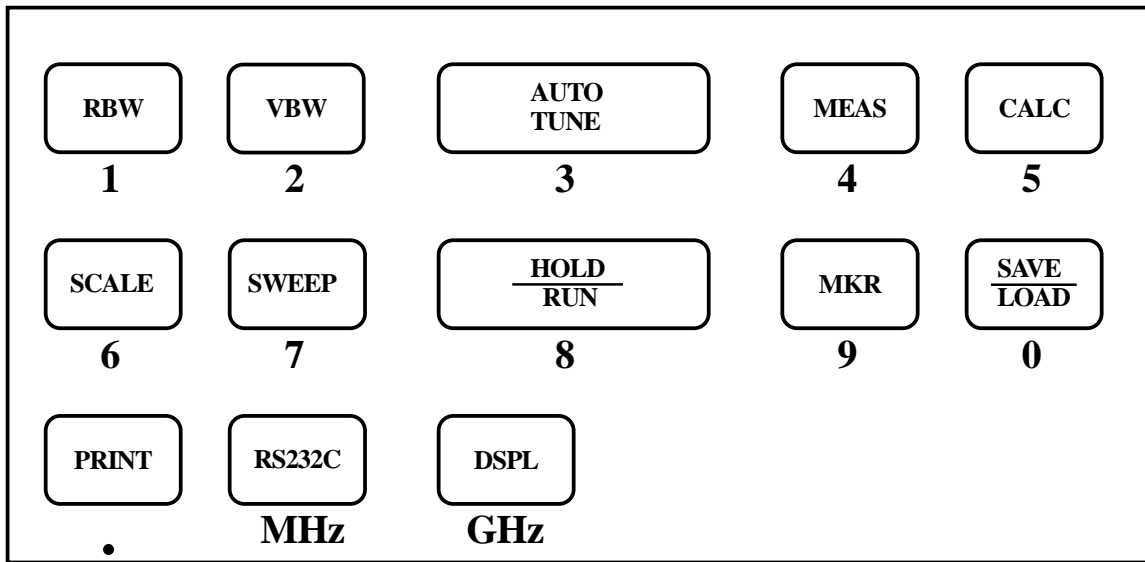 RBW VBW AUTO TUNE MEAS CALC
1 2 3 4 5
SCALE SWEEP HOLD RUN MKR SAVE LOAD
6 7 8 9 0
PRINT RS232C DSPL
. MHz GHz